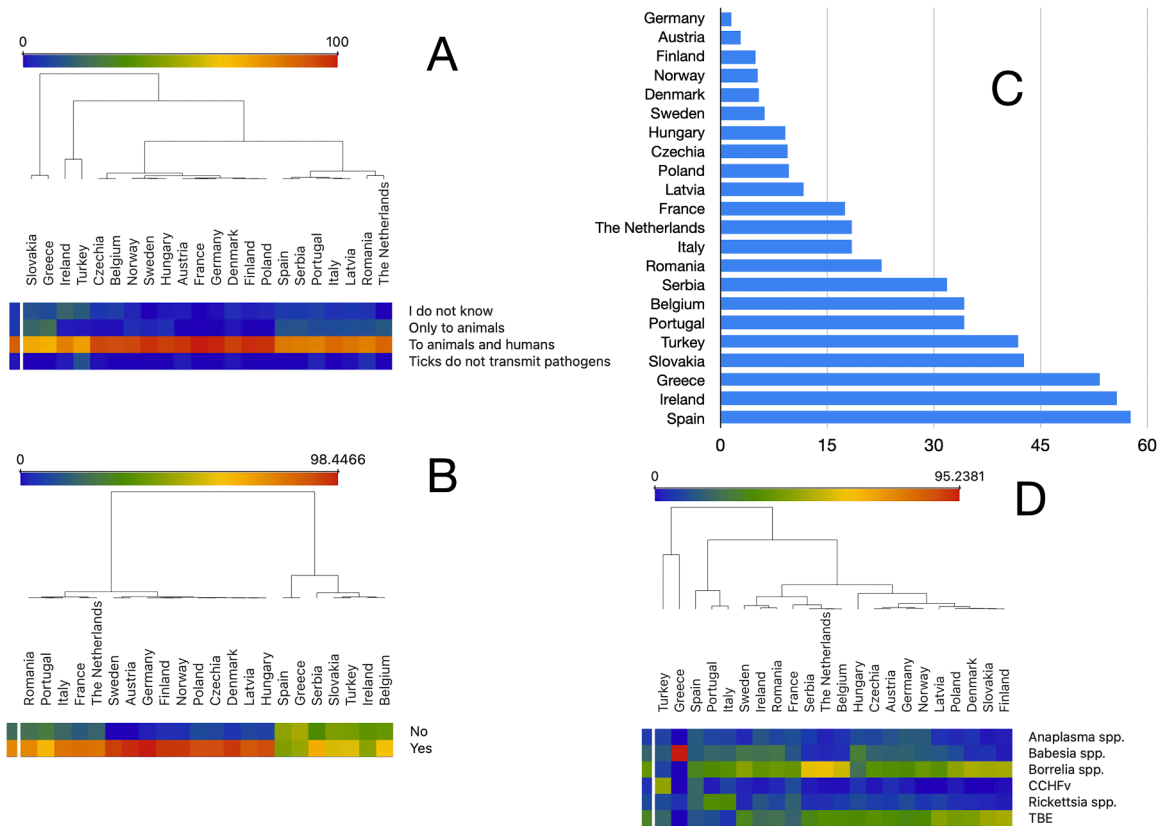 A
0 100
Slovakia
Greece
Ireland
Turkey
Czechia
Belgium
Norway
Sweden
Hungary
Austria
France
Germany
Denmark
Finland
Poland
Spain
Serbia
Portugal
Italy
Latvia
Romania
The Netherlands
I do not know
Only to animals
To animals and humans
Ticks do not transmit pathogens
B
0 98.4466
Romania
Portugal
Italy
France
The Netherlands
Sweden
Austria
Germany
Finland
Norway
Poland
Czechia
Denmark
Latvia
Hungary
Spain
Greece
Serbia
Slovakia
Turkey
Ireland
Belgium
No
Yes
C
Germany
Austria
Finland
Norway
Denmark
Sweden
Hungary
Czechia
Poland
Latvia
France
The Netherlands
Italy
Romania
Serbia
Belgium
Portugal
Turkey
Slovakia
Greece
Ireland
Spain
0 15 30 45 60
D
0 95.2381
Turkey
Greece
Spain
Portugal
Italy
Sweden
Ireland
Romania
France
Serbia
The Netherlands
Belgium
Hungary
Czechia
Austria
Germany
Norway
Latvia
Poland
Denmark
Slovakia
Finland
Anaplasma spp.
Babesia spp.
Borrelia spp.
CCHFv
Rickettsia spp.
TBE